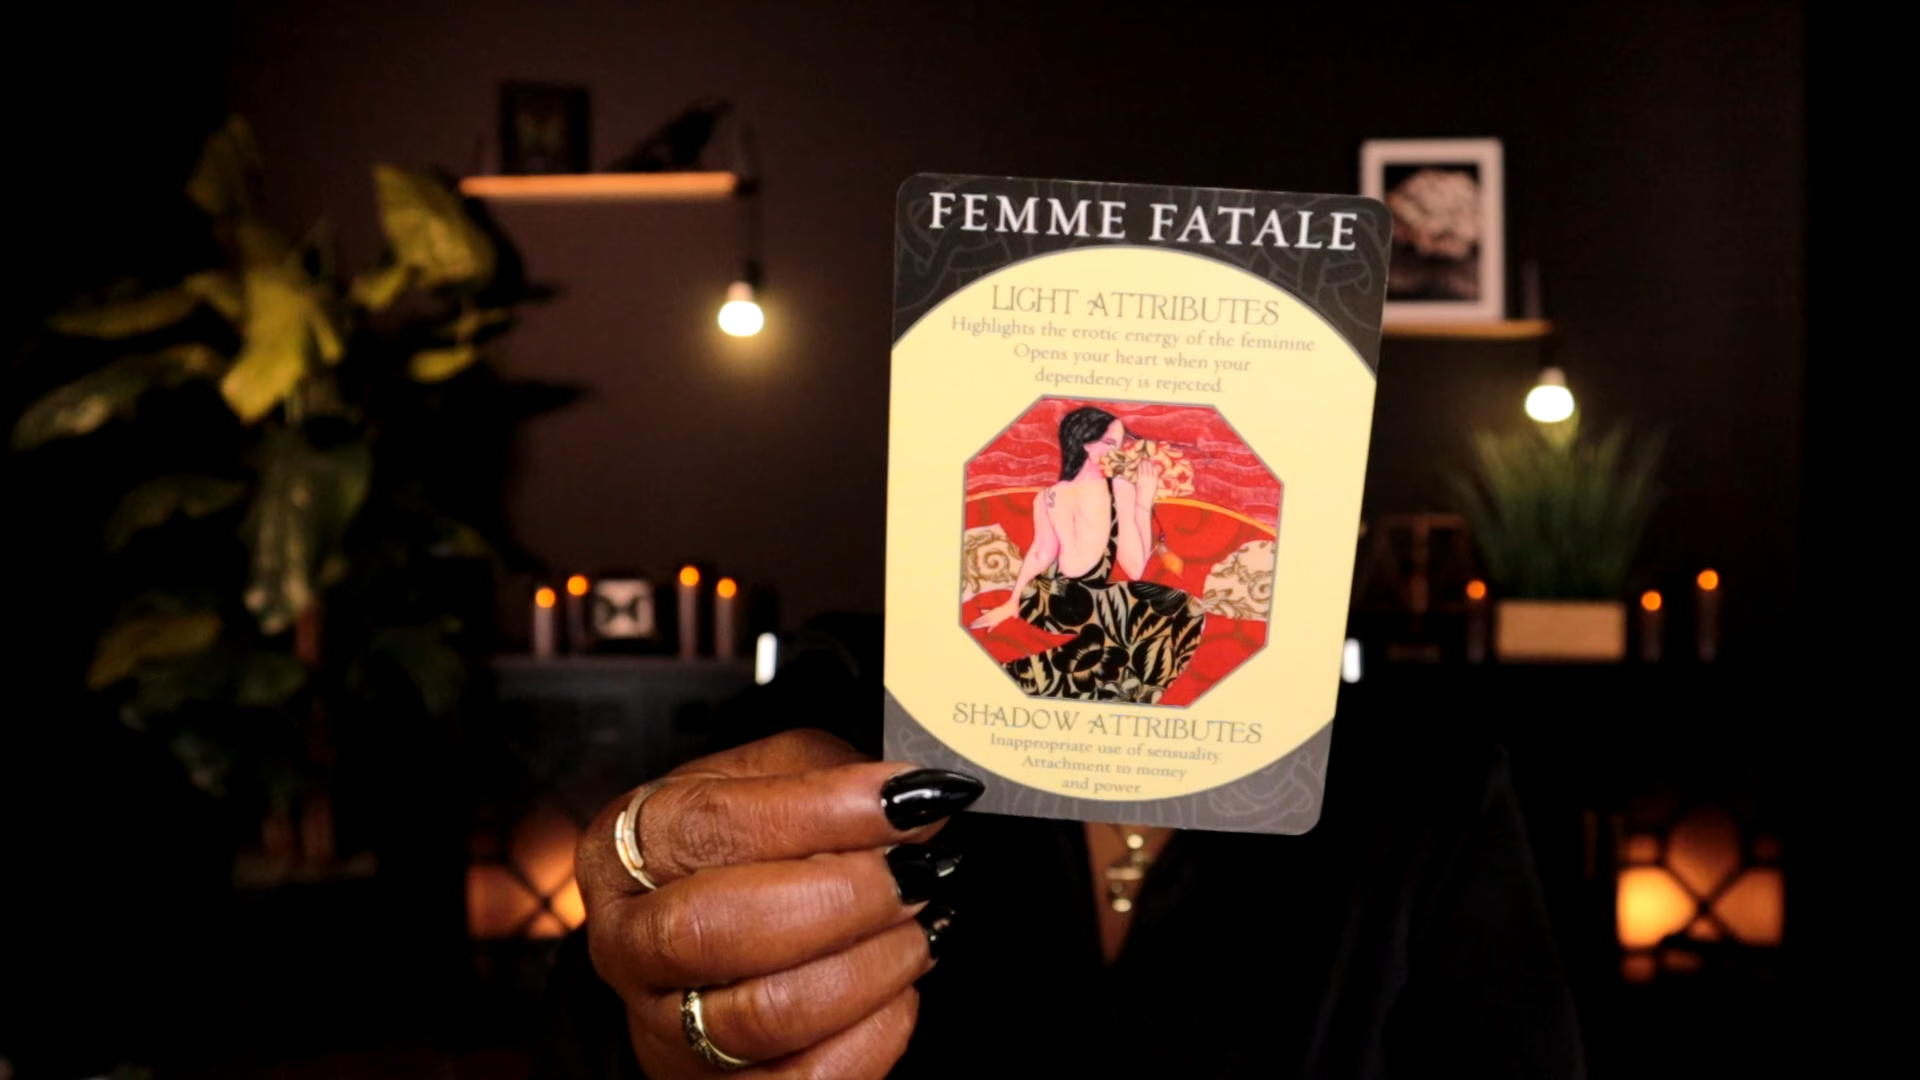 FEMME FATALE
LIGHT ATTRIBUTES
Highlights the erotic energy of the feminine.
Opens your heart when your
dependency is rejected.
SHADOW ATTRIBUTES
Inappropriate use of sensuality.
Attachment to money
and power.